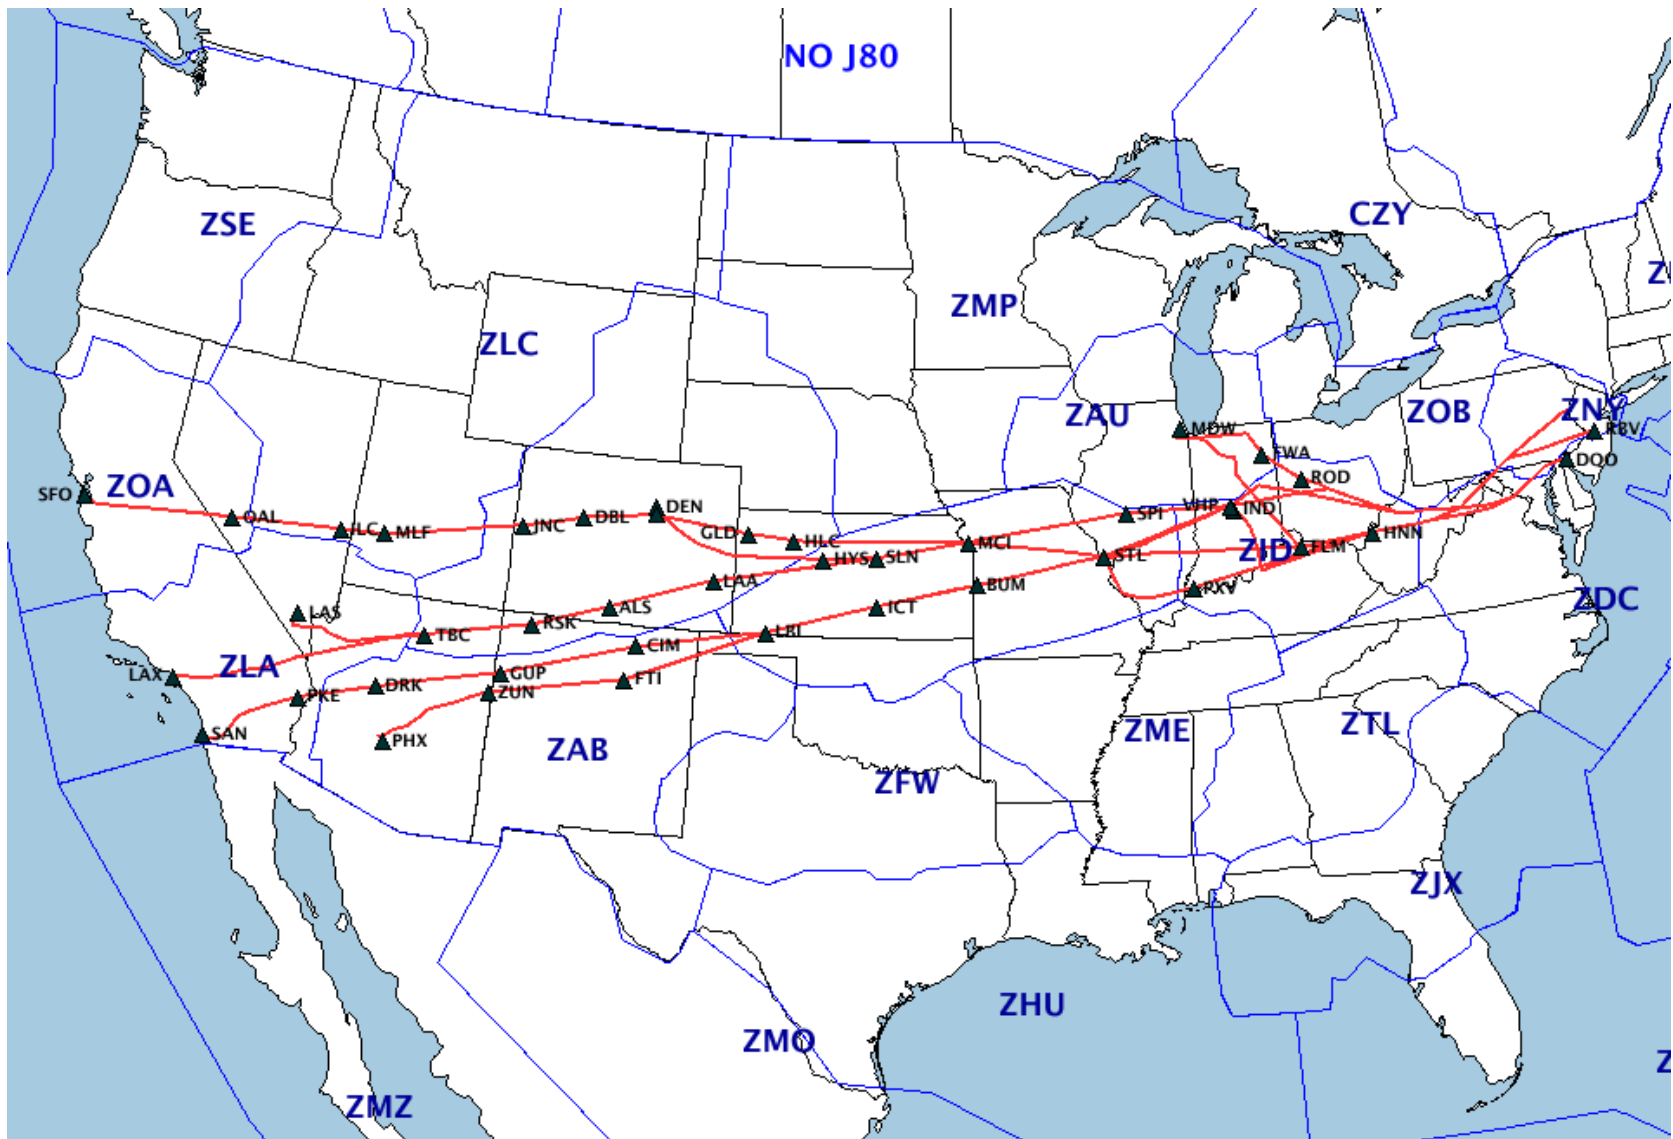 NO J80
CZY
ZSE
ZMP
ZLC
ZAU
ZOB
ZNY
MDW
RBV
FWA
DQO
ROD
SFO
ZOA
DEN
OAL
ILC
MLF
JNC
DBL
GLD
HLC
MCI
SPI
VHP
IND
HNN
ZID
FLM
HYS
SLN
STL
LAA
BUM
PXV
ZDC
LAS
ALS
ICT
TBC
RSK
LBL
CIM
LAX
ZLA
GUP
FTI
PKE
DRK
ZUN
SAN
PHX
ZAB
ZME
ZTL
ZFW
ZJX
ZHU
ZMO
ZMZ